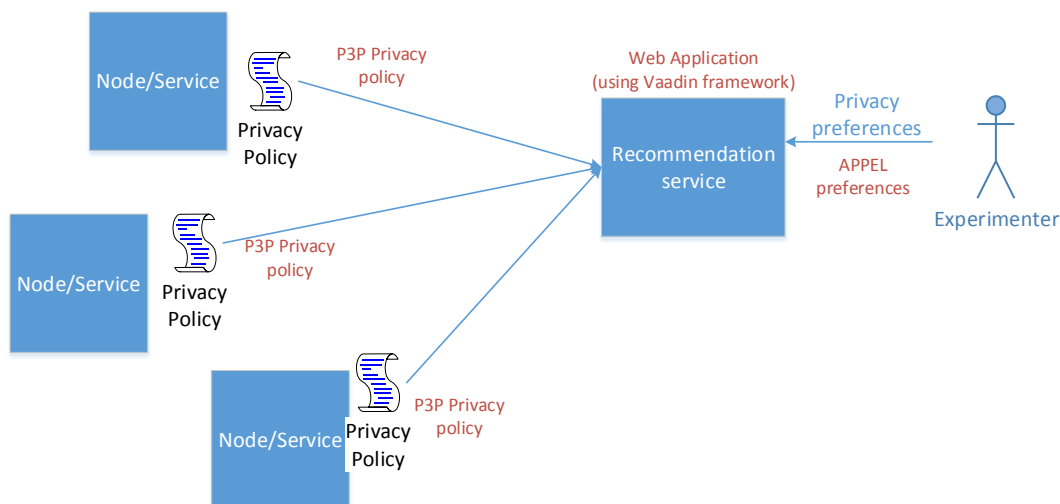 P3P Privacy
policy
Node/Service
Privacy
Policy
Web Application
(using Vaadin framework)
Recommendation
service
Privacy
preferences
APPEL
preferences
Experimenter
P3P Privacy
policy
Node/Service
Privacy
Policy
P3P Privacy
policy
Node/Service
Privacy
Policy